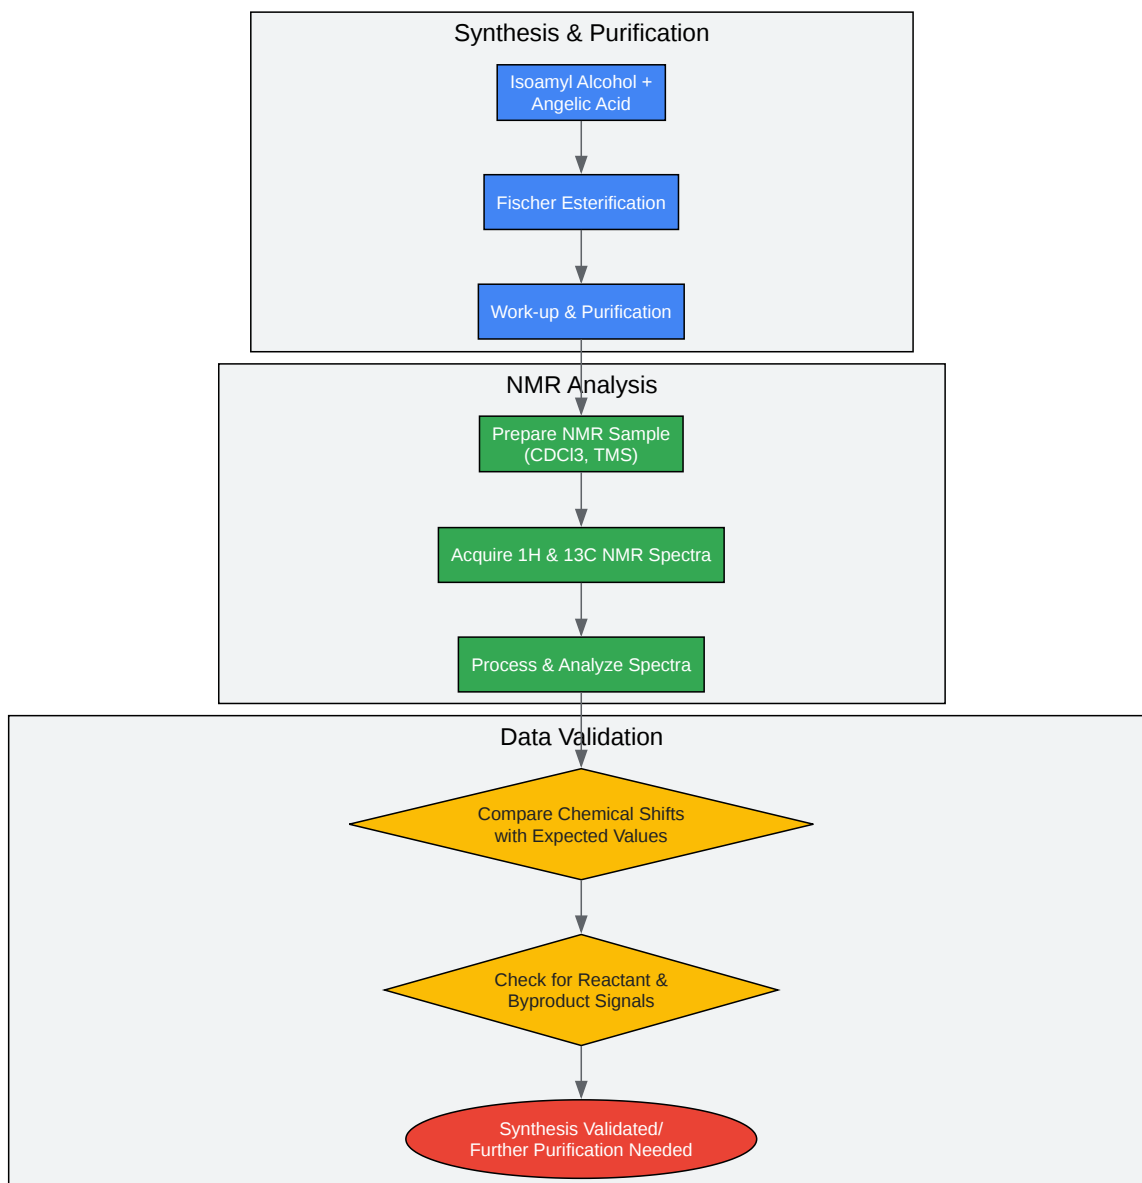 Synthesis & Purification
Isoamyl Alcohol +
Angelic Acid
Fischer Esterification
Work-up & Purification
NMR Analysis
Prepare NMR Sample
(CDCl3, TMS)
Acquire 1H & 13C NMR Spectra
Process & Analyze Spectra
Data Validation
Compare Chemical Shifts
with Expected Values
Check for Reactant &
Byproduct Signals
Synthesis Validated/
Further Purification Needed